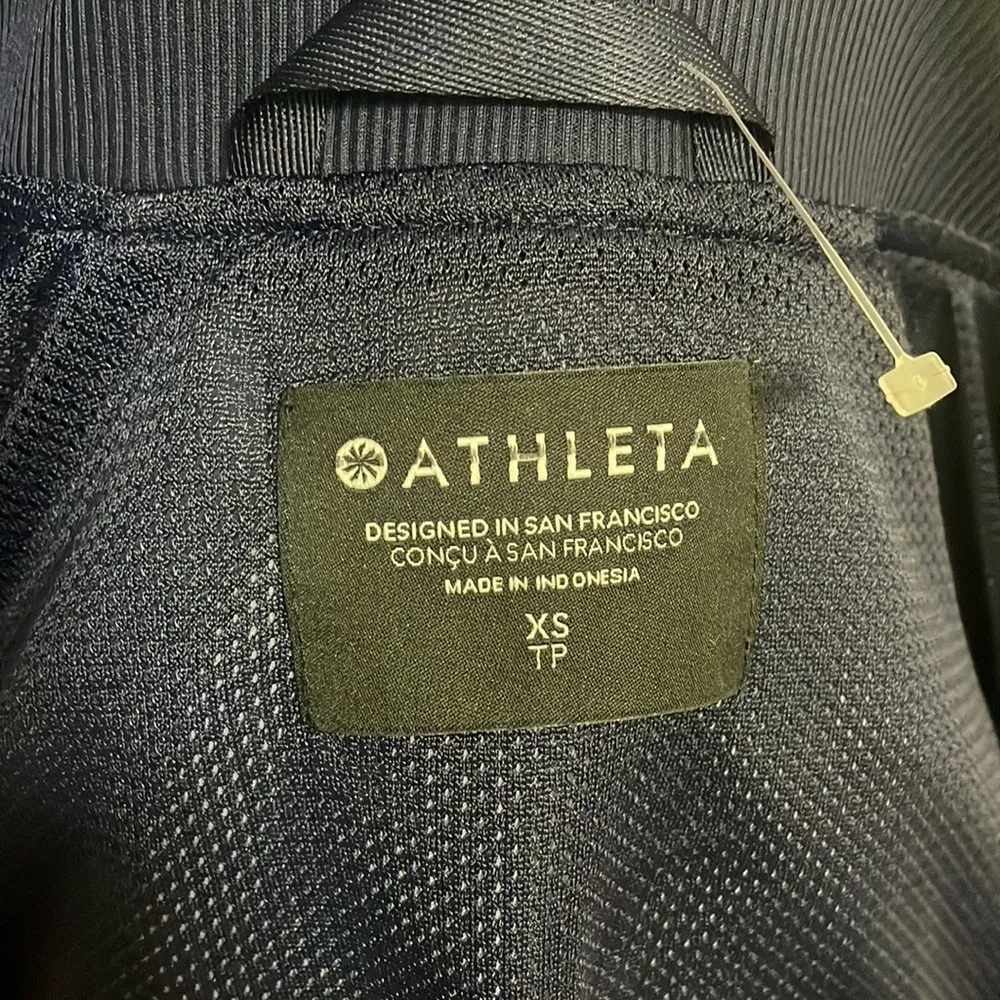 ATHLETA
DESIGNED IN SAN FRANCISCO
CONÇU À SAN FRANCISCO
MADE IN INDONESIA
XS
TP